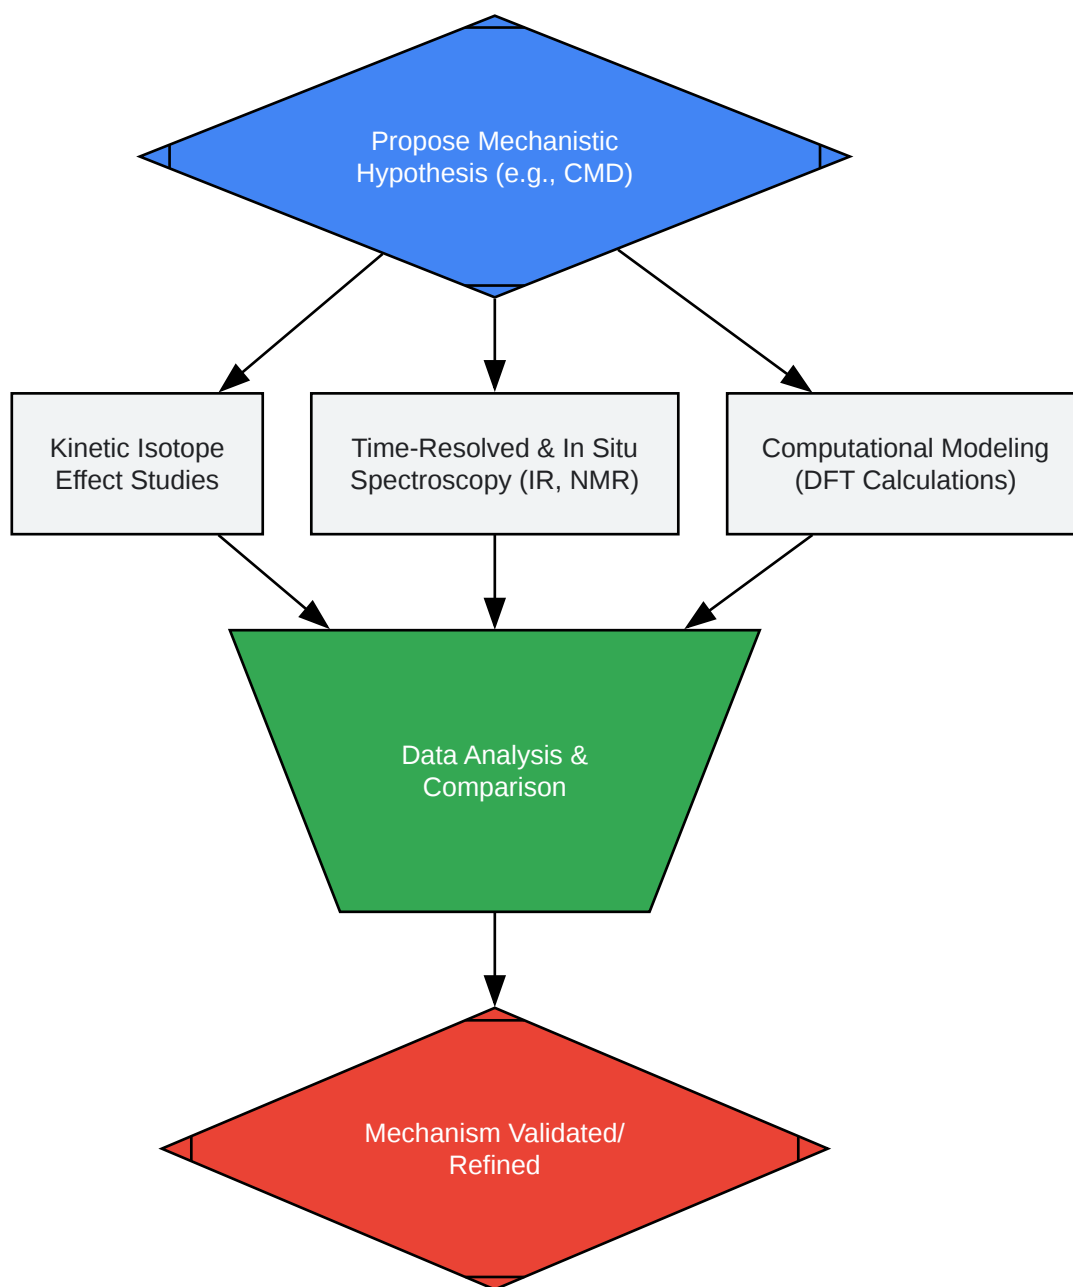 Propose Mechanistic
Hypothesis (e.g., CMD)
Kinetic Isotope
Effect Studies
Time-Resolved & In Situ
Spectroscopy (IR, NMR)
Computational Modeling
(DFT Calculations)
Data Analysis &
Comparison
Mechanism Validated/
Refined